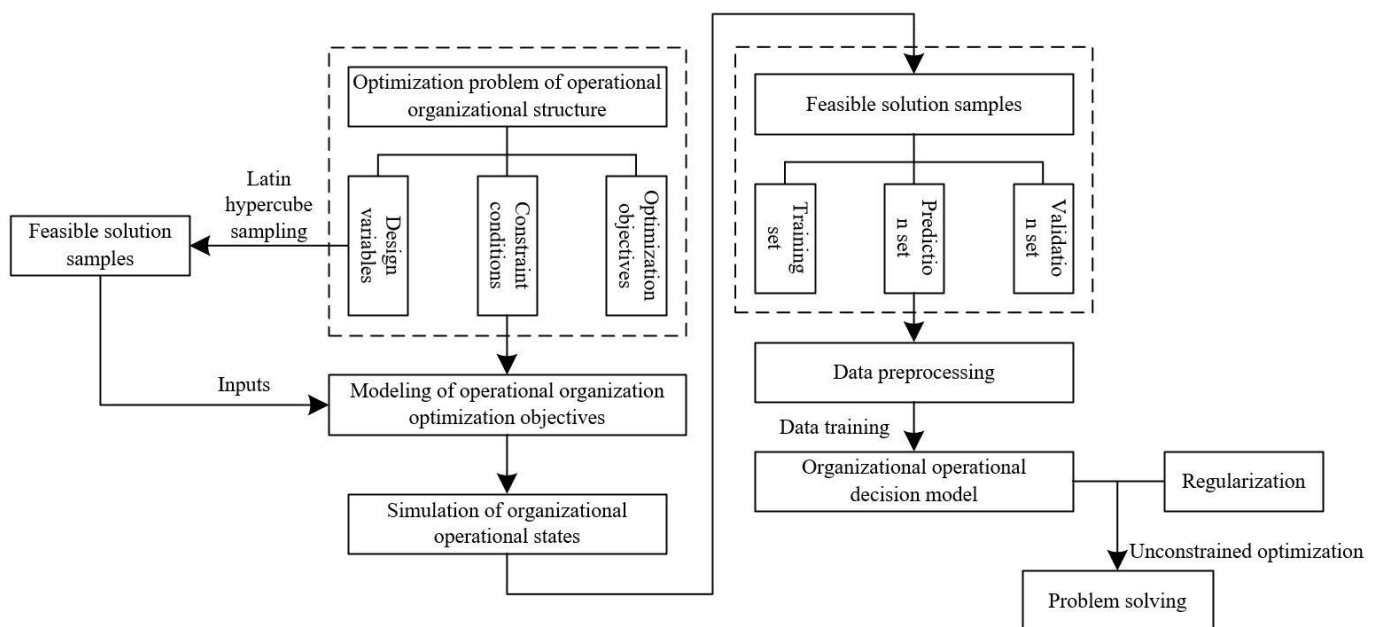 Optimization problem of operational
organizational structure
Design
variables
Constraint
conditions
Optimization
objectives
Latin
hypercube
sampling
Feasible solution
samples
Inputs
Modeling of operational organization
optimization objectives
Simulation of organizational
operational states
Feasible solution samples
Training
set
Predictio
n set
Validatio
n set
Data preprocessing
Data training
Organizational operational
decision model
Regularization
Unconstrained optimization
Problem solving